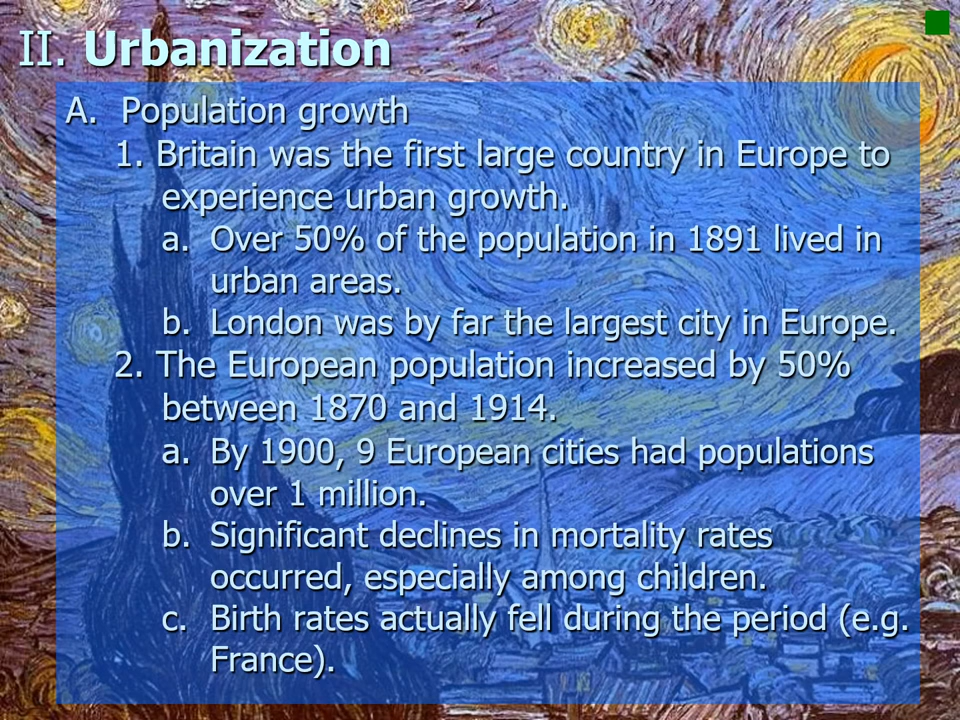 II. Urbanization
A. Population growth
1. Britain was the first large country in Europe to
experience urban growth.
a. Over 50% of the population in 1891 lived in
urban areas.
b. London was by far the largest city in Europe.
2. The European population increased by 50%
between 1870 and 1914.
a. By 1900, 9 European cities had populations
over 1 million.
b. Significant declines in mortality rates
occurred, especially among children.
c. Birth rates actually fell during the period (e.g.
France).